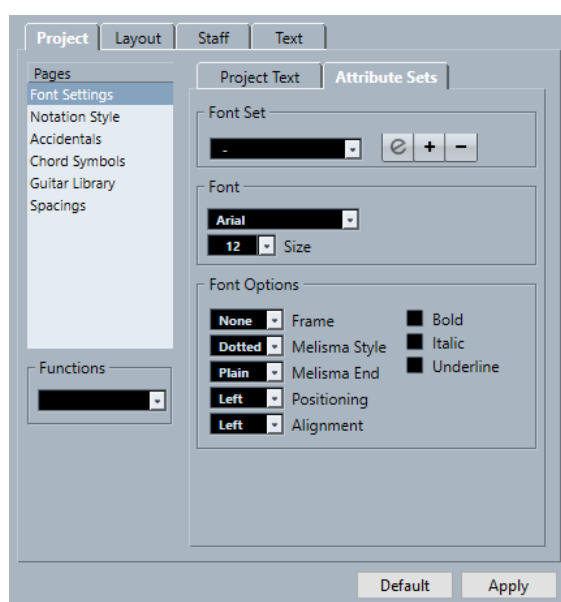 Project Layout Staff Text
Pages
Font Settings
Notation Style
Accidentals
Chord Symbols
Guitar Library
Spacings
Functions
Project Text Attribute Sets
Font Set
-
e + -
Font
Arial
12 Size
Font Options
None Frame
Dotted Melisma Style
Plain Melisma End
Left Positioning
Left Alignment
Bold
Italic
Underline
Default Apply